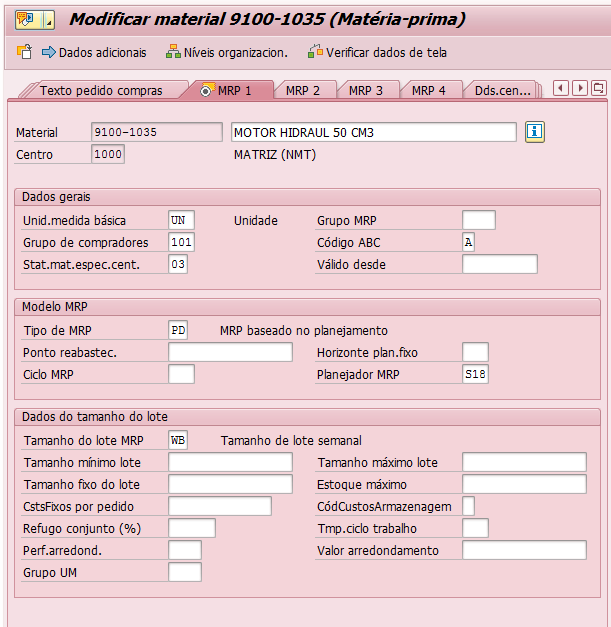 Modificar material 9100-1035 (Matéria-prima)
Dados adicionais Níveis organizacion. Verificar dados de tela
Texto pedido compras MRP 1 MRP 2 MRP 3 MRP 4 Dds.cen...
Material 9100-1035 MOTOR HIDRAUL 50 CM3
Centro 1000 MATRIZ (NMT)
Dados gerais
Unid.medida básica UN Unidade Grupo MRP
Grupo de compradores 101 Código ABC A
Stat.mat.espec.cent. 03 Válido desde
Modelo MRP
Tipo de MRP PD MRP baseado no planejamento
Ponto reabastec. Horizonte plan.fixo
Ciclo MRP Planejador MRP S18
Dados do tamanho do lote
Tamanho do lote MRP WB Tamanho de lote semanal
Tamanho mínimo lote Tamanho máximo lote
Tamanho fixo do lote Estoque máximo
CstsFixos por pedido CódCustosArmazenagem
Refugo conjunto (%) Tmp.ciclo trabalho
Perf.arredond. Valor arredondamento
Grupo UM